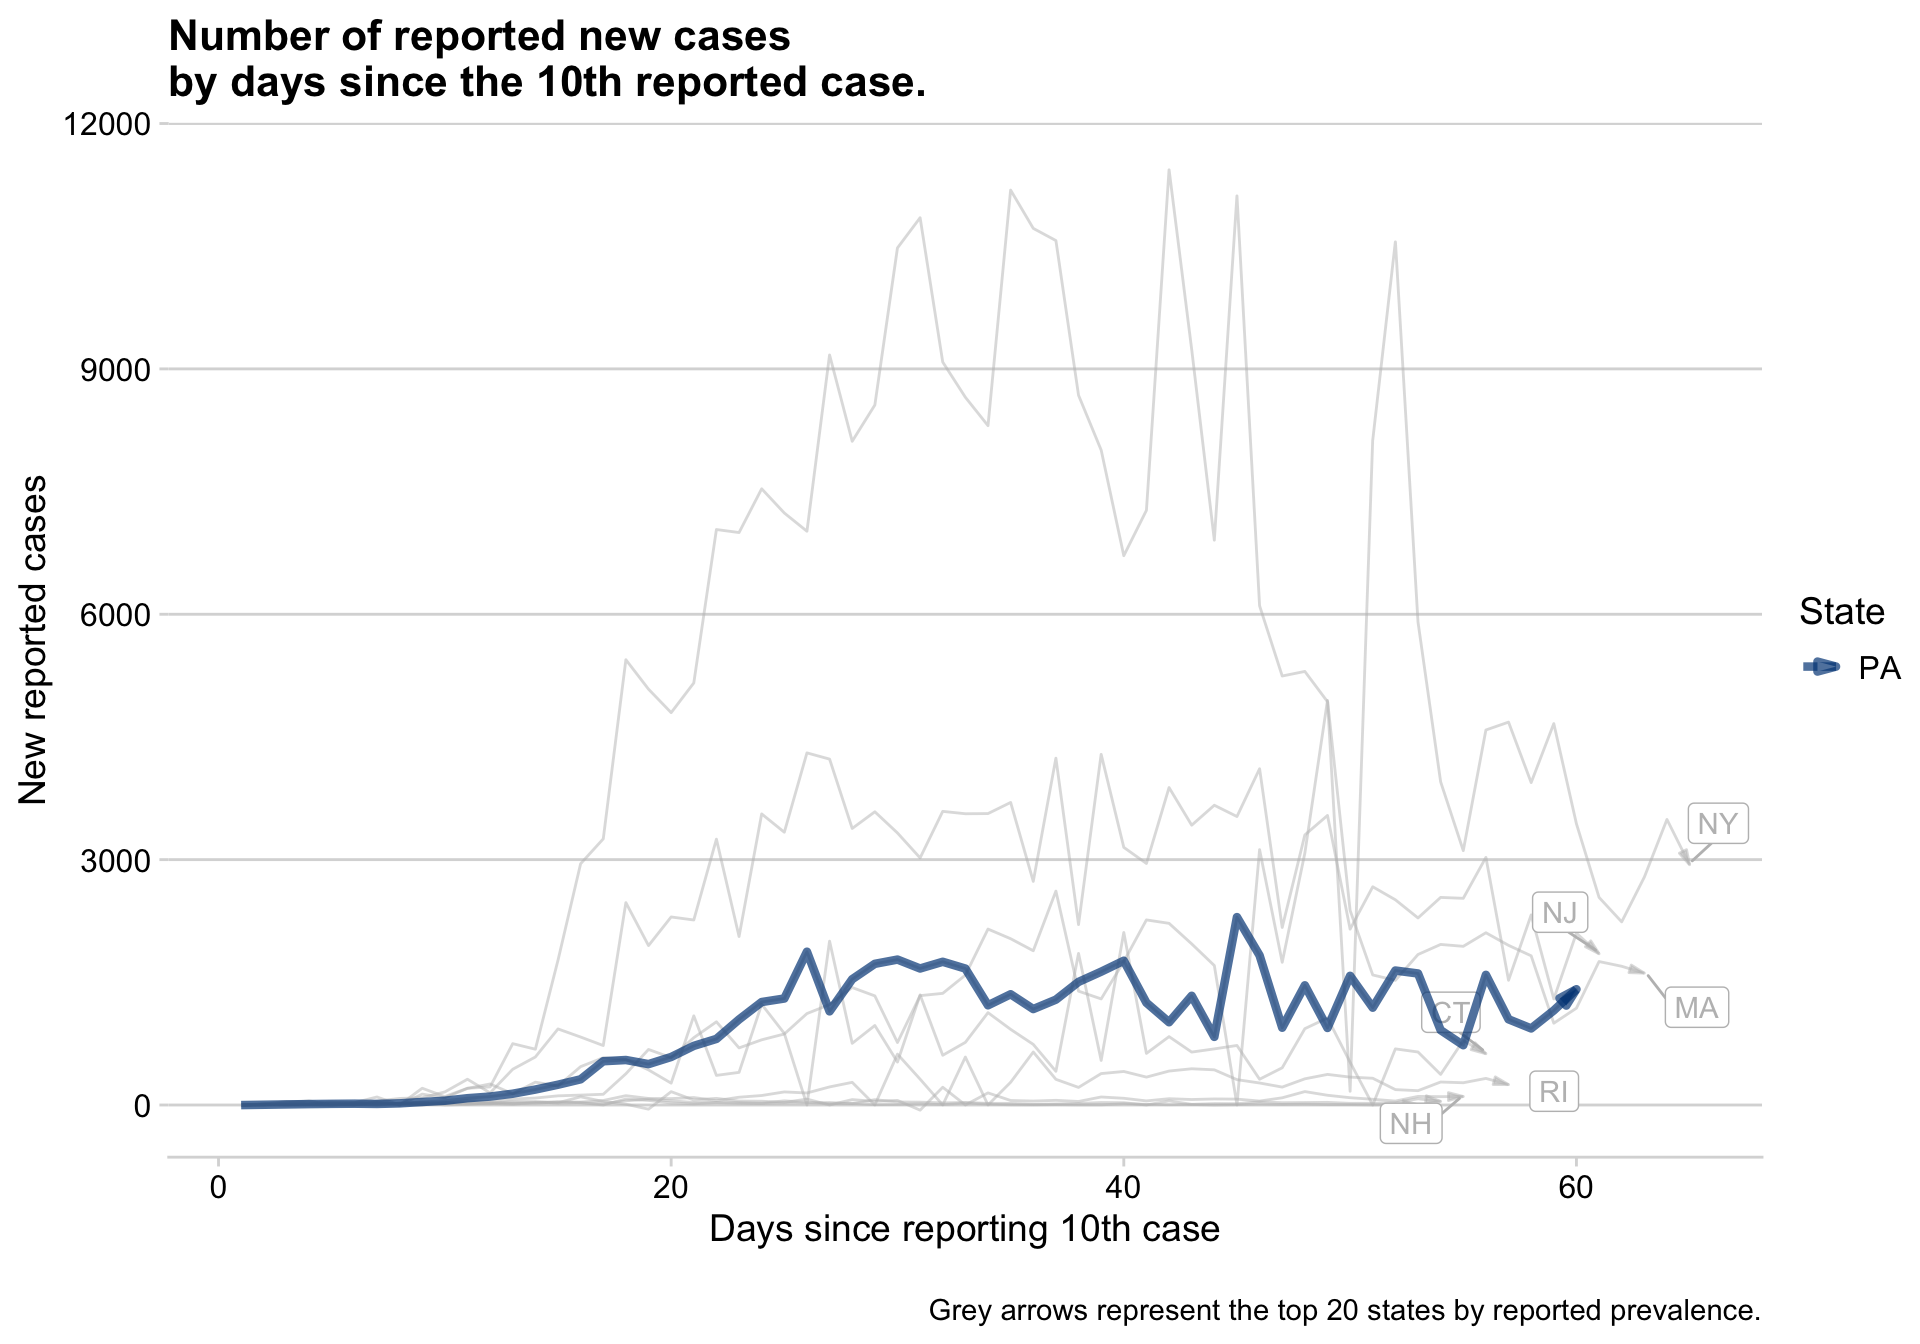 Number of reported new cases
by days since the 10th reported case.
12000
9000
6000
3000
0
New reported cases
NY
NJ
MA
CT
RI
NH
State
PA
0
20
40
60
Days since reporting 10th case
Grey arrows represent the top 20 states by reported prevalence.